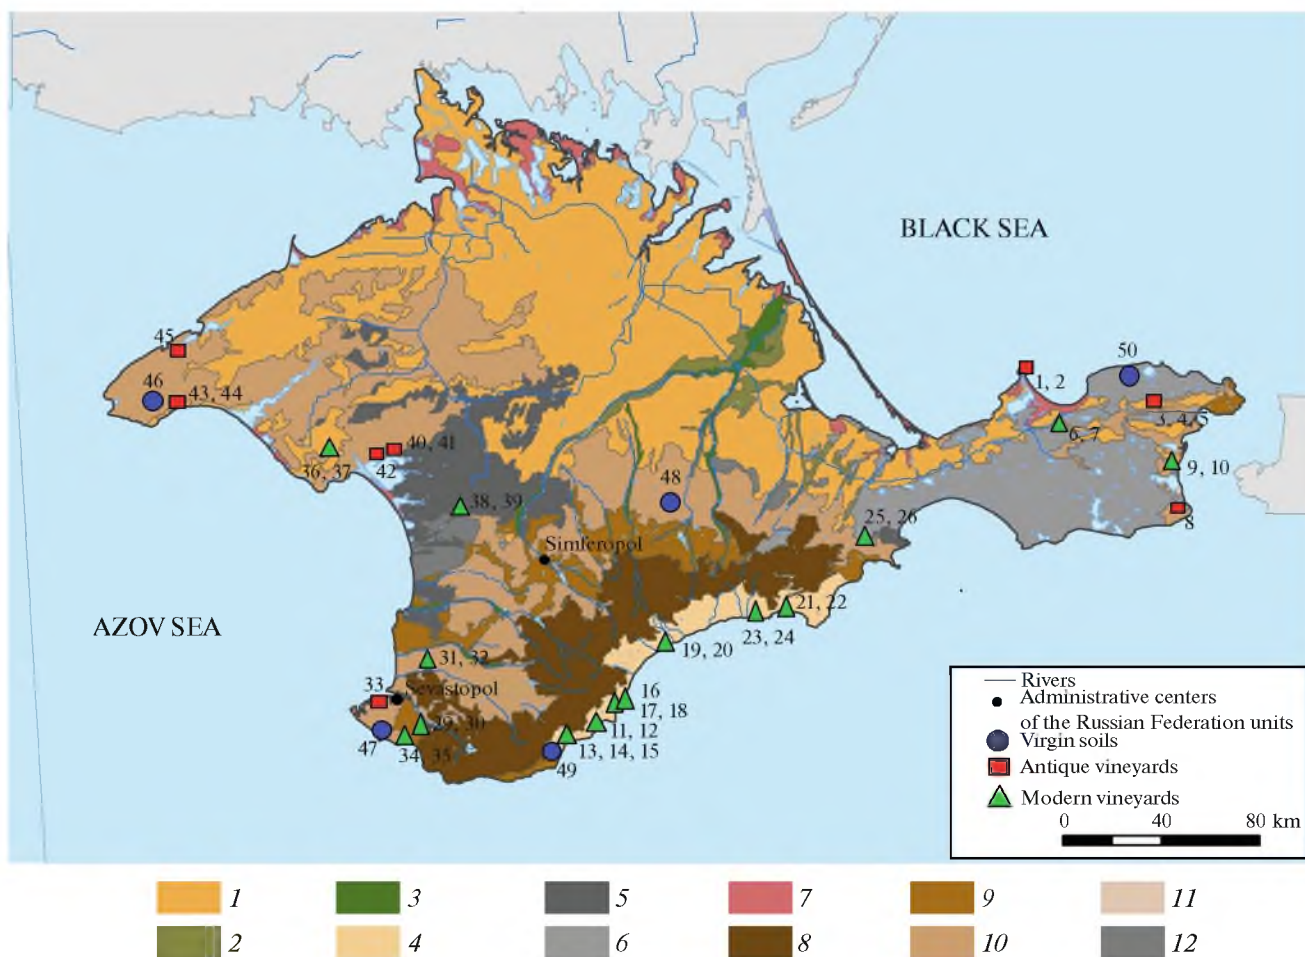 BLACK SEA
50
45
1, 2
46
43, 44
3, 4, 5
6, 7
40, 41
42
36, 37
9, 10
48
38, 39
8
25, 26
Simferopol
21, 22
AZOV SEA
23, 24
19, 20
31, 32
33
Sevastopol
16
17, 18
29, 30
11, 12
47
34, 35
13, 14, 15
49
Rivers
Administrative centers
of the Russian Federation units
Virgin soils
Antique vineyards
Modern vineyards
0 40 80 km
1 3 5 7 9 11
2 4 6 8 10 12